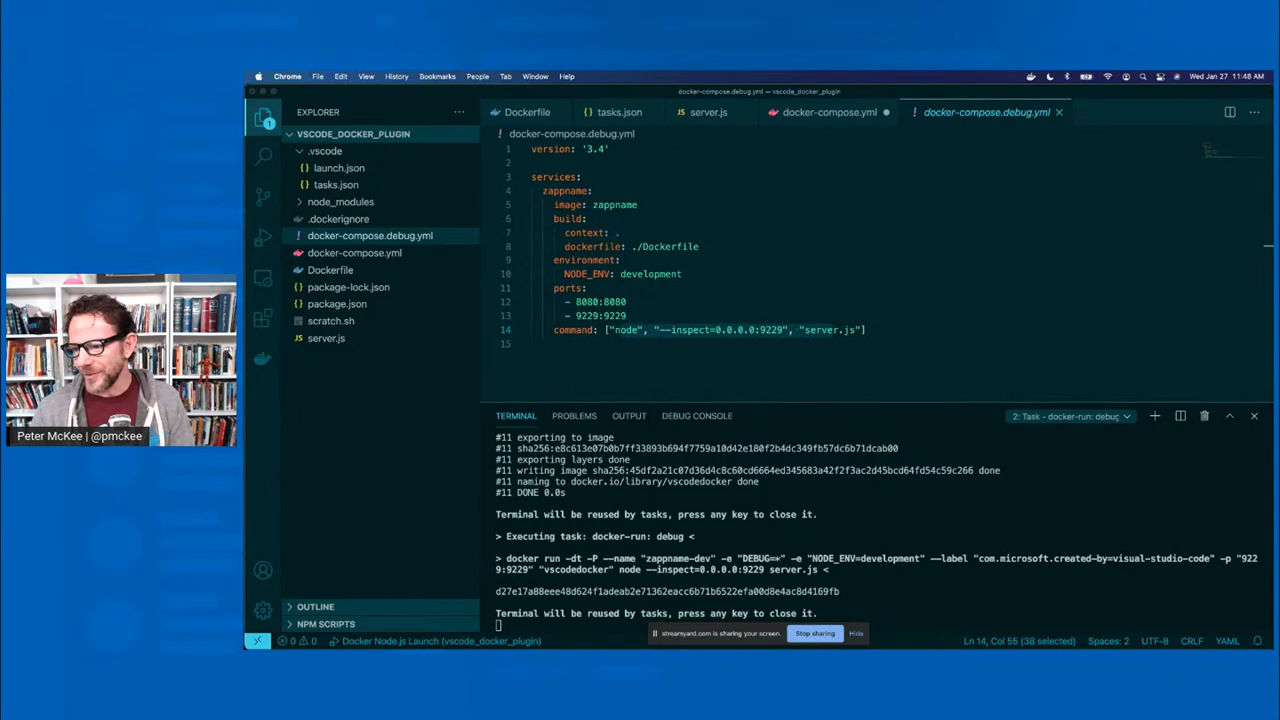 Chrome File Edit View History Bookmarks People Tab Window Help
Wed Jan 27 11:48 AM
docker-compose.debug.yml — vscode_docker_plugin
EXPLORER
VSCODE_DOCKER_PLUGIN
.vscode
{} launch.json
{} tasks.json
node_modules
.dockerignore
! docker-compose.debug.yml
docker-compose.yml
Dockerfile
{} package-lock.json
{} package.json
scratch.sh
JS server.js
OUTLINE
NPM SCRIPTS
1
Dockerfile
{} tasks.json
JS server.js
docker-compose.yml
! docker-compose.debug.yml
! docker-compose.debug.yml
1 version: '3.4'
2
3 services:
4 zappname:
5 image: zappname
6 build:
7 context: .
8 dockerfile: ./Dockerfile
9 environment:
10 NODE_ENV: development
11 ports:
12 - 8080:8080
13 - 9229:9229
14 command: ["node", "--inspect=0.0.0.0:9229", "server.js"]
15
TERMINAL PROBLEMS OUTPUT DEBUG CONSOLE
2: Task - docker-run: debug
#11 exporting to image
#11 sha256:e8c613e07b0b7ff33893b694f7759a10d42e180f2b4dc349fb57dc6b71dcab00
#11 exporting layers done
#11 writing image sha256:45df2a21c07d36d4c8c60cd6664ed345683a42f2f3ac2d45bcd64fd54c59c266 done
#11 naming to docker.io/library/vscodedocker done
#11 DONE 0.0s
Terminal will be reused by tasks, press any key to close it.
> Executing task: docker-run: debug <
> docker run -dt -P --name "zappname-dev" -e "DEBUG=*" -e "NODE_ENV=development" --label "com.microsoft.created-by=visual-studio-code" -p "922
9:9229" "vscodedocker" node --inspect=0.0.0.0:9229 server.js <
d27e17a88eee48d624f1adeab2e71362eacc6b71b6522efa00d8e4ac8d4169fb
Terminal will be reused by tasks, press any key to close it.
streamyard.com is sharing your screen.
Stop sharing
Hide
0 0 Docker Node.js Launch (vscode_docker_plugin)
Ln 14, Col 55 (38 selected) Spaces: 2 UTF-8 CRLF YAML
Peter McKee | @pmckee